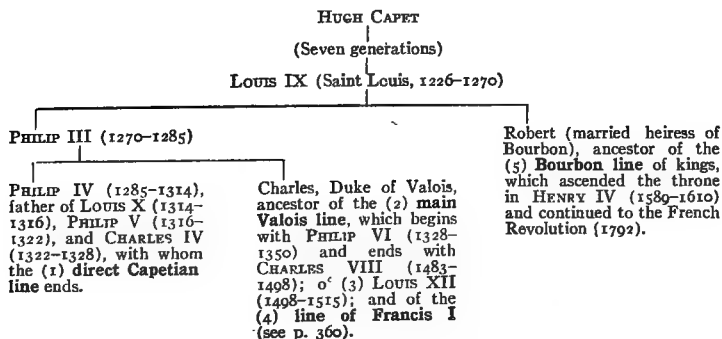 HUGH CAPET
(Seven generations)
LOUIS IX (Saint Louis, 1226–1270)
PHILIP III (1270–1285)
PHILIP IV (1285–1314),
father of LOUIS X (1314–
1316), PHILIP V (1316–
1322), and CHARLES IV
(1322–1328), with whom
the (1) direct Capetian
line ends.
Charles, Duke of Valois,
ancestor of the (2) main
Valois line, which begins
with PHILIP VI (1328–
1350) and ends with
CHARLES VIII (1483–
1498); oc (3) LOUIS XII
(1498–1515); and of the
(4) line of Francis I
(see p. 360).
Robert (married heiress of
Bourbon), ancestor of the
(5) Bourbon line of kings,
which ascended the throne
in HENRY IV (1589–1610)
and continued to the French
Revolution (1792).